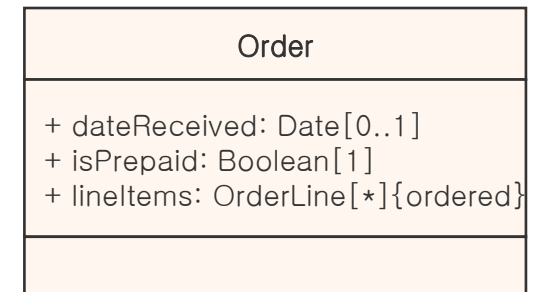 Order
+ dateReceived: Date[0..1]
+ isPrepaid: Boolean[1]
+ lineItems: OrderLine[*]{ordered}